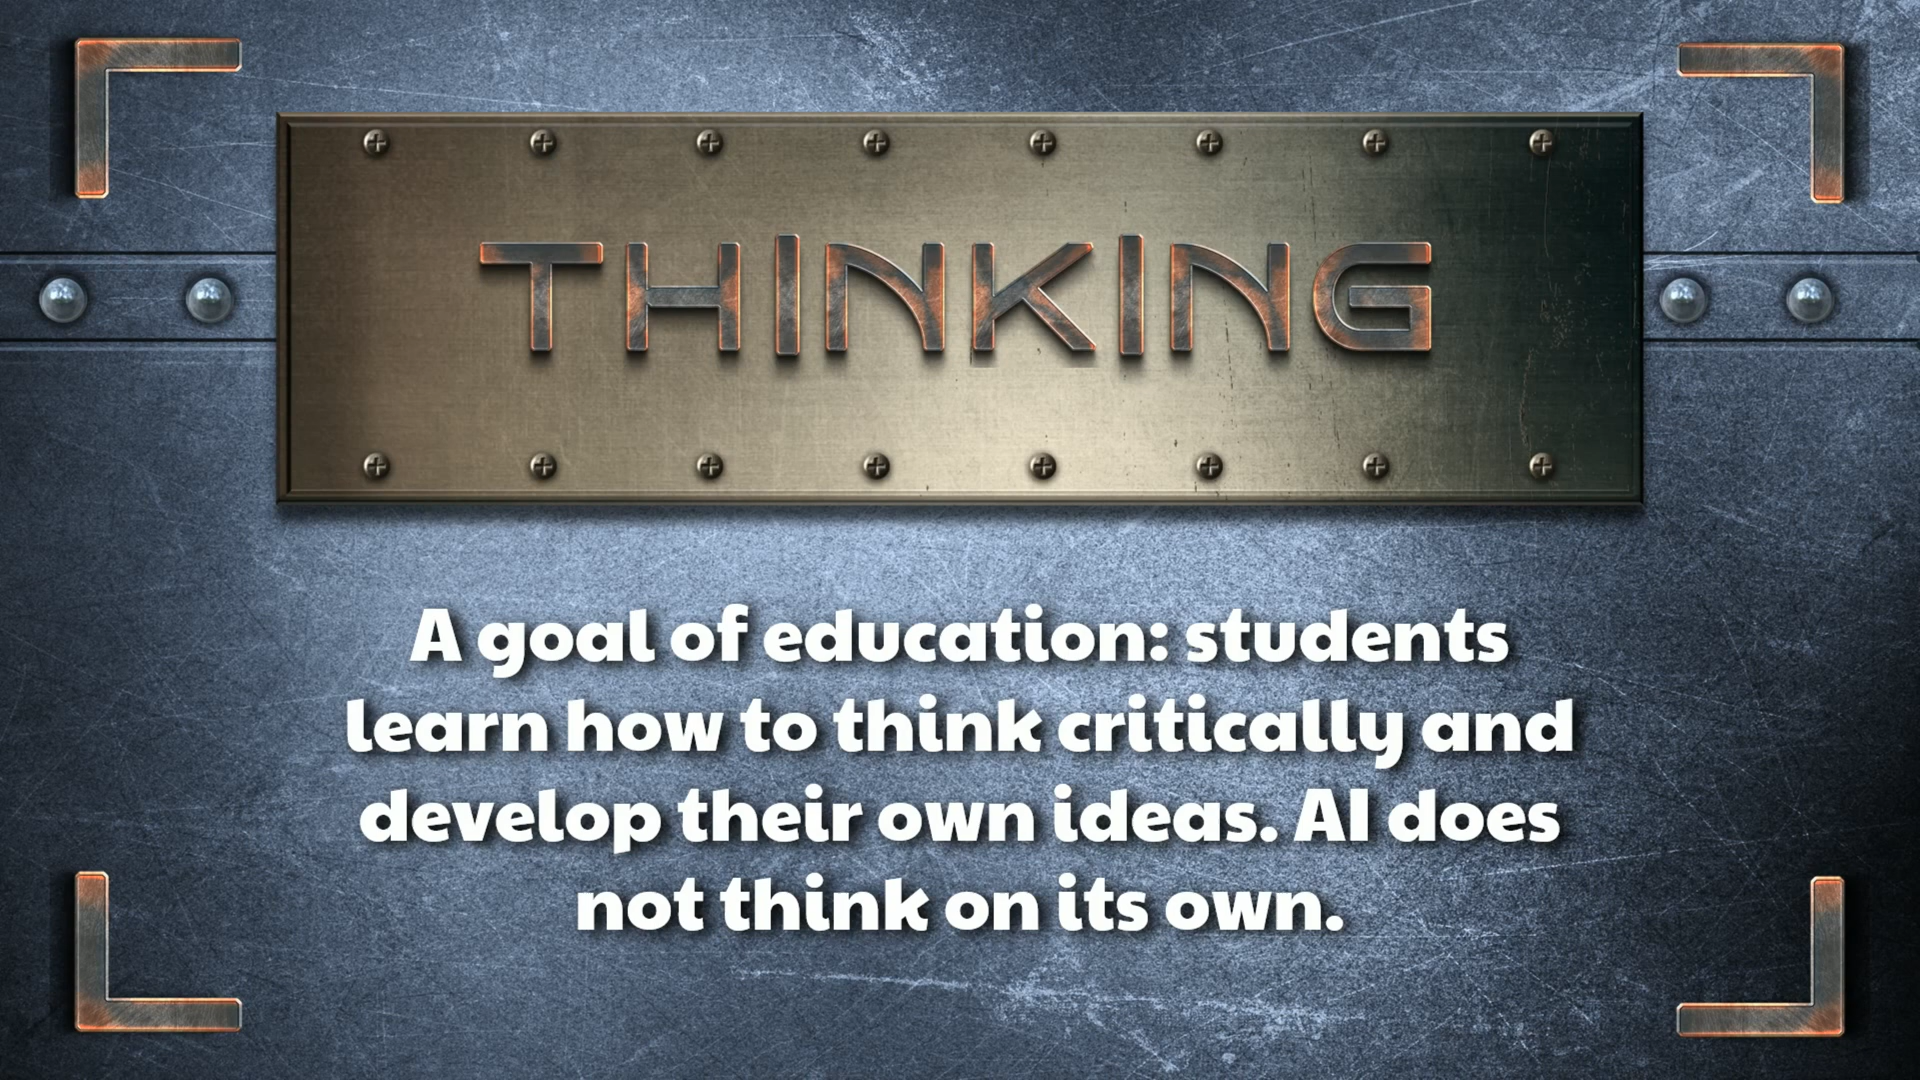 THINKING
A goal of education: students
learn how to think critically and
develop their own ideas. AI does
not think on its own.